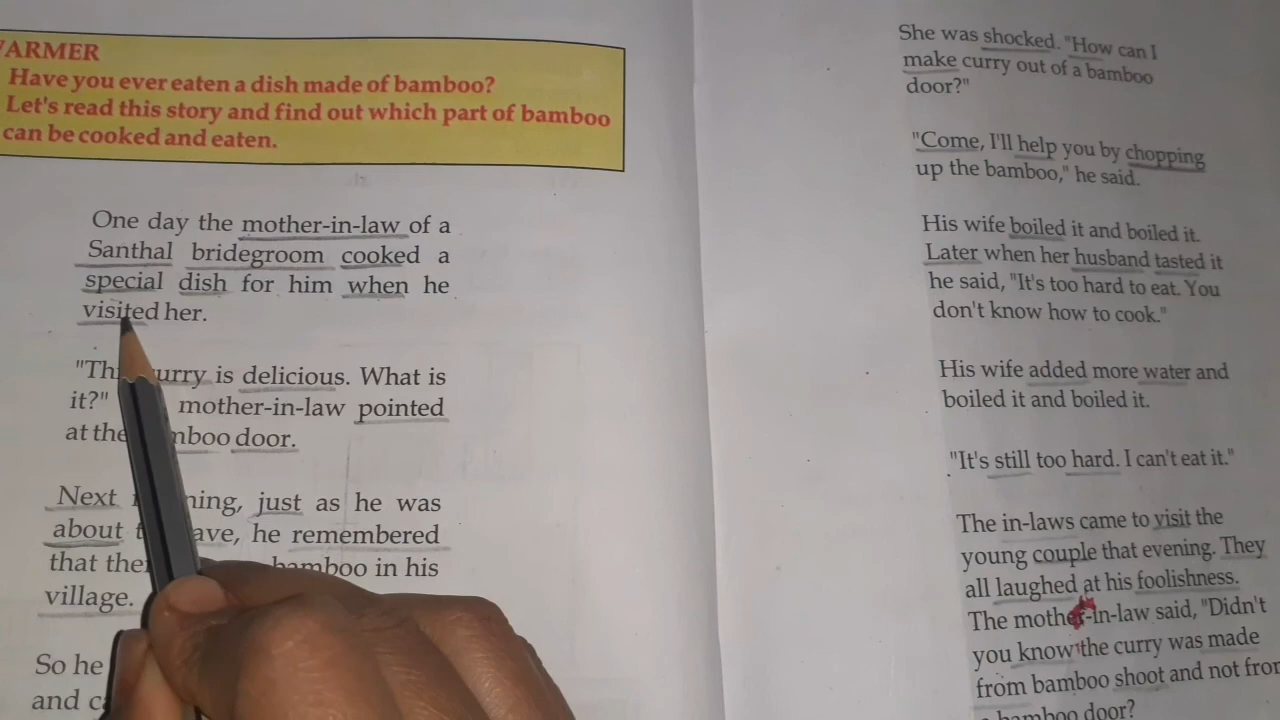 ARMER
Have you ever eaten a dish made of bamboo?
Let's read this story and find out which part of bamboo
can be cooked and eaten.
One day the mother-in-law of a
Santhal bridegroom cooked a
special dish for him when he
visited her.
"Thi urry is delicious. What is
it?" mother-in-law pointed
at the mboo door.
Next ning, just as he was
about ave, he remembered
that the bamboo in his
village.
So he
and ca
She was shocked. "How can I
make curry out of a bamboo
door?"
"Come, I'll help you by chopping
up the bamboo," he said.
His wife boiled it and boiled it.
Later when her husband tasted it
he said, "It's too hard to eat. You
don't know how to cook."
His wife added more water and
boiled it and boiled it.
"It's still too hard. I can't eat it."
The in-laws came to visit the
young couple that evening. They
all laughed at his foolishness.
The mother-in-law said, "Didn't
you know the curry was made
from bamboo shoot and not from
bamboo door?